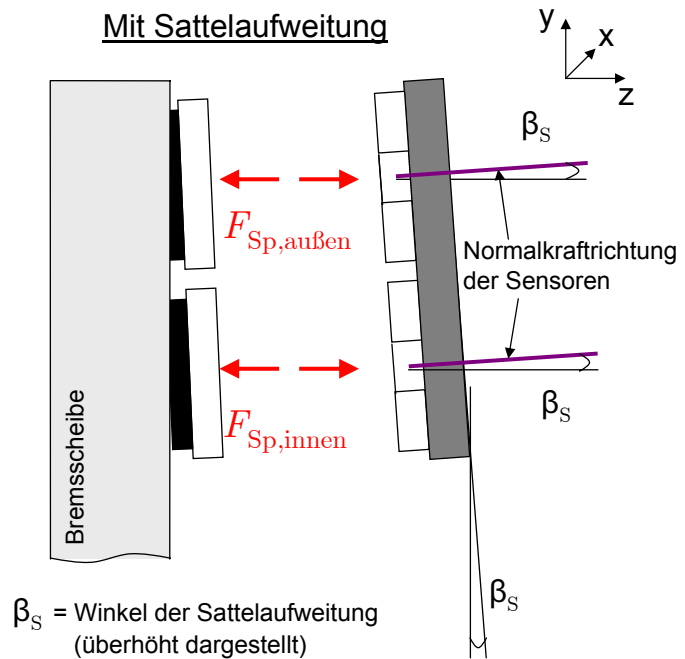 Mit Sattelaufweitung
y
x
z
βS
FSp,außen
Normalkraftrichtung
der Sensoren
FSp,innen
βS
Bremsscheibe
βS
βS = Winkel der Sattelaufweitung
(überhöht dargestellt)